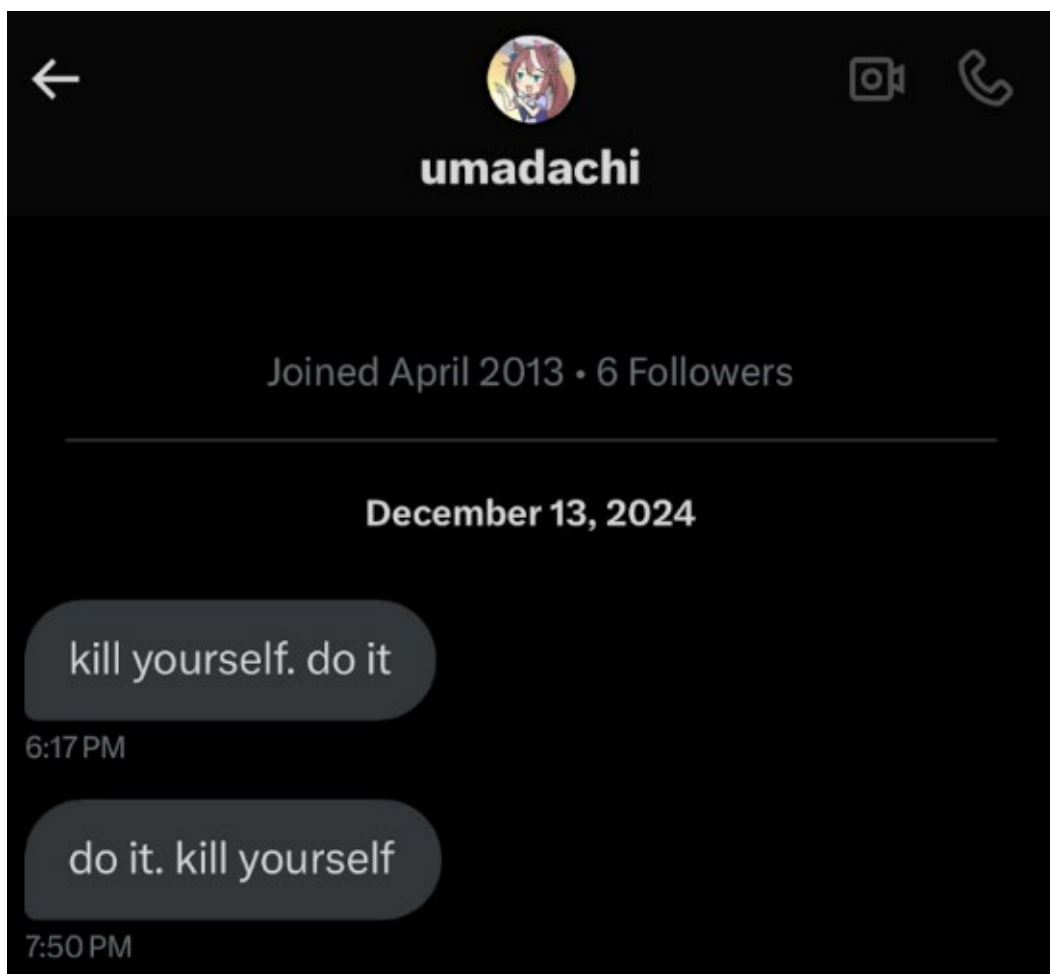 umadachi
Joined April 2013 • 6 Followers
December 13, 2024
kill yourself. do it
6:17 PM
do it. kill yourself
7:50 PM